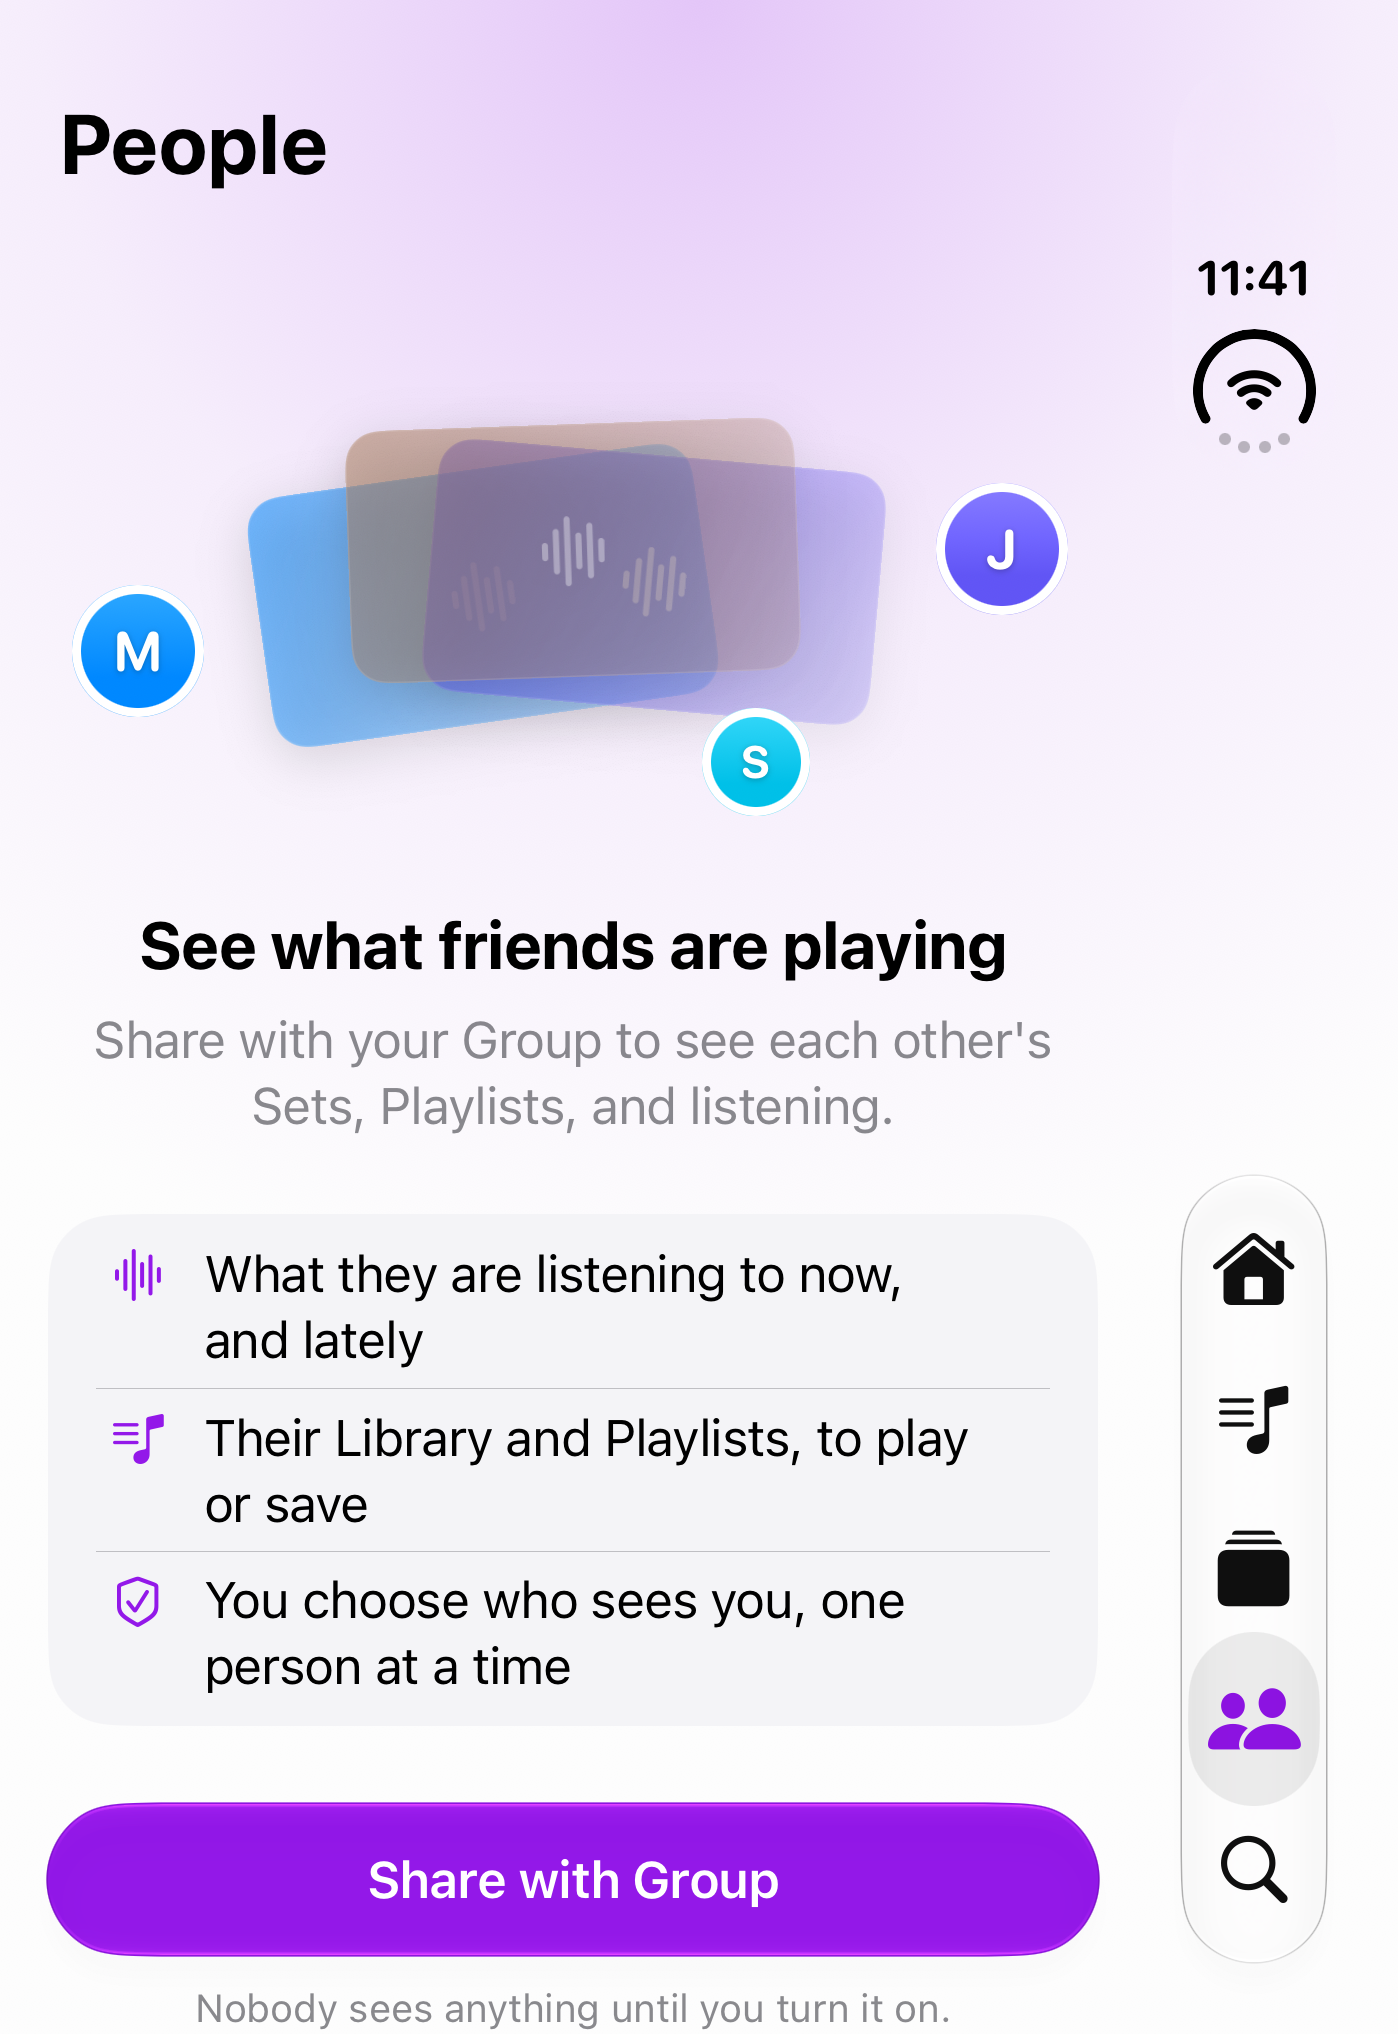 People
11:41
J
M
S
See what friends are playing
Share with your Group to see each other's
Sets, Playlists, and listening.
What they are listening to now,
and lately
Their Library and Playlists, to play
or save
You choose who sees you, one
person at a time
Share with Group
Nobody sees anything until you turn it on.